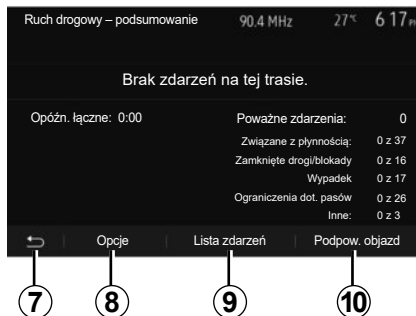 Ruch drogowy – podsumowanie 90.4 MHz 27°C 6 17 PM
Brak zdarzeń na tej trasie.
Opóźn. łączne: 0:00 Poważne zdarzenia: 0
Związane z płynnością: 0 z 37
Zamknięte drogi/blokady 0 z 16
Wypadek 0 z 17
Ograniczenia dot. pasów 0 z 26
Inne: 0 z 3
Opcje Lista zdarzeń Podpow. objazd
7 8 9 10